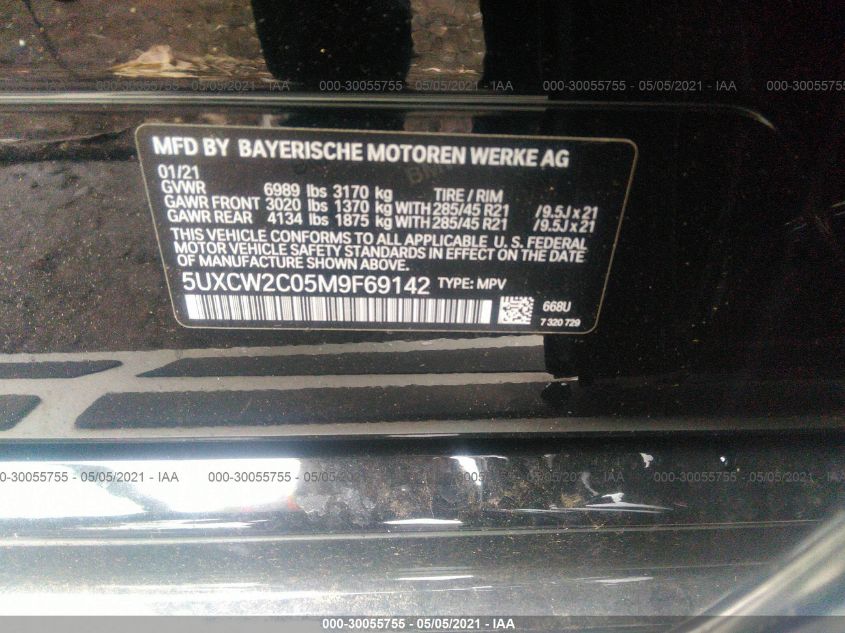 000-30055755 - 05/05/2021 - IAA 000-30055755 - 05/05/2021 - IAA 000-30055755 - 05/05/2021 - IAA
MFD BY BAYERISCHE MOTOREN WERKE AG
01/21
GVWR 6989 lbs 3170 kg TIRE / RIM
GAWR FRONT 3020 lbs 1370 kg WITH 285/45 R21 /9.5J x 21
GAWR REAR 4134 lbs 1875 kg WITH 285/45 R21 /9.5J x 21
THIS VEHICLE CONFORMS TO ALL APPLICABLE U. S. FEDERAL
MOTOR VEHICLE SAFETY STANDARDS IN EFFECT ON THE DATE
OF MANUFACTURE SHOWN ABOVE.
5UXCW2C05M9F69142 TYPE: MPV
668U
7 320 729
0-30055755 - 05/05/2021 - IAA 000-30055755 - 05/05/2021 - IAA 000-30055755 - 05/05/2021 - IAA 000-30055755 - 05/05/2021 - IA
000-30055755 - 05/05/2021 - IAA